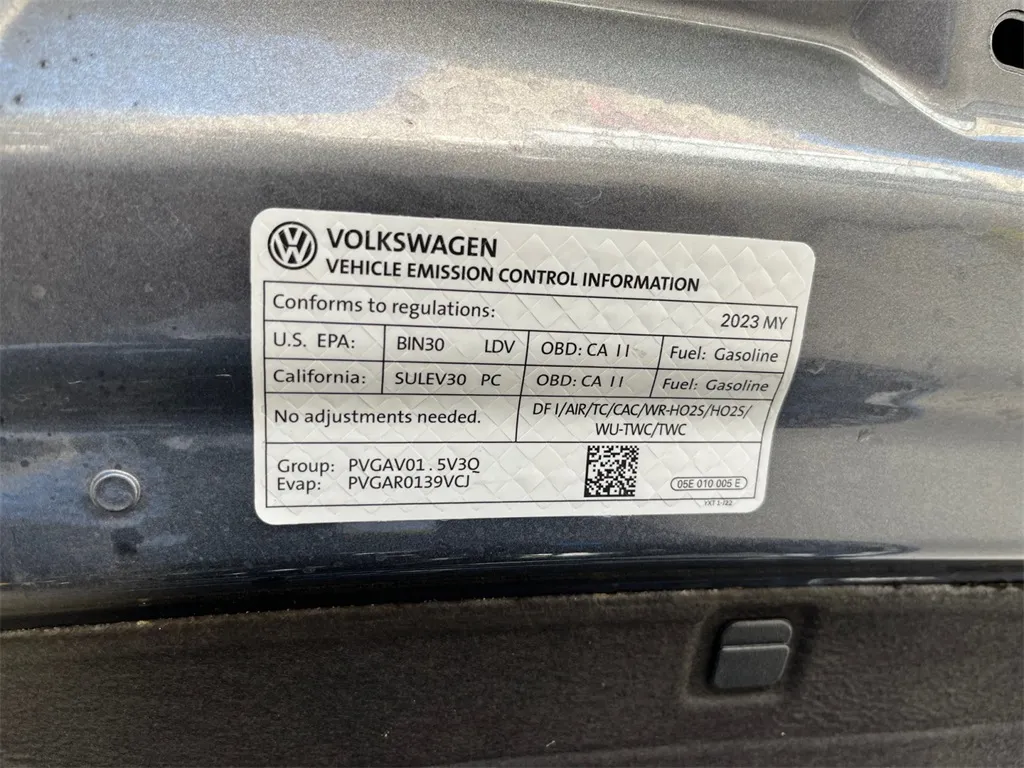 VOLKSWAGEN
VEHICLE EMISSION CONTROL INFORMATION
Conforms to regulations: 2023 MY
U.S. EPA: BIN30 LDV OBD: CA II Fuel: Gasoline
California: SULEV30 PC OBD: CA II Fuel: Gasoline
No adjustments needed. DFI/AIR/TC/CAC/WR-HO2S/HO2S/
WU-TWC/TWC
Group: PVGAV01.5V3Q
Evap: PVGAR0139VCJ
05E 010 005 E